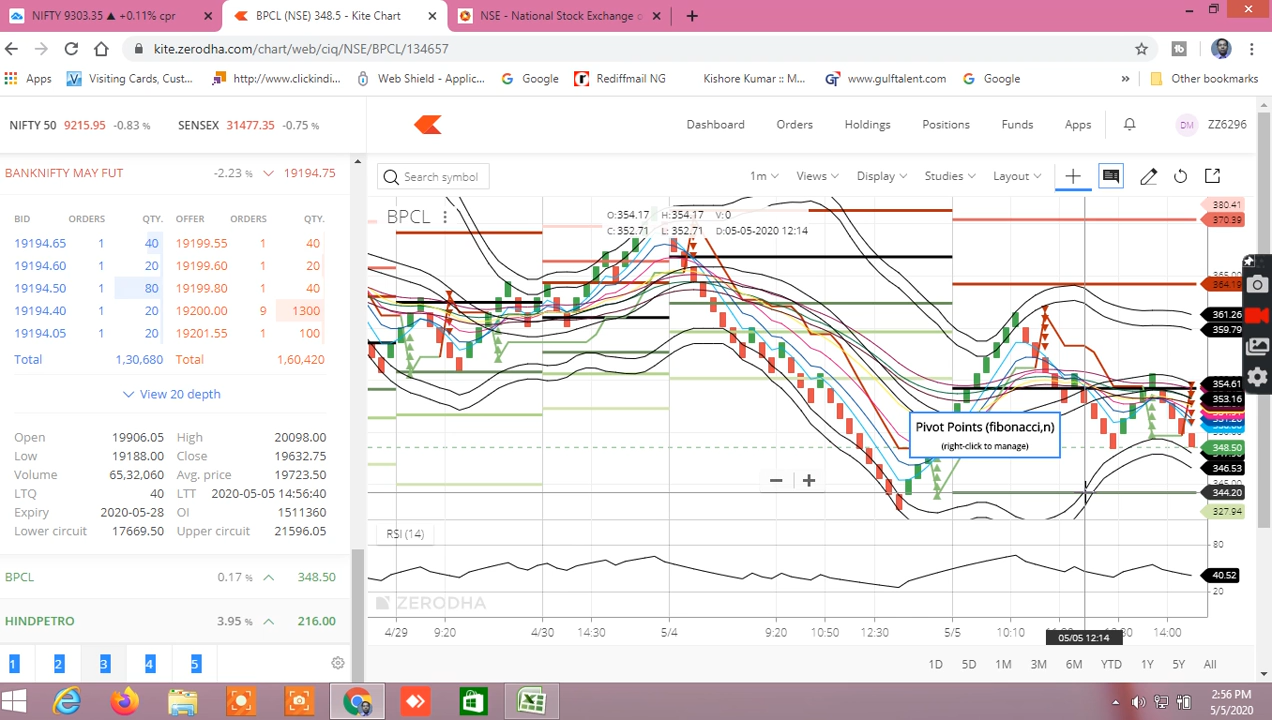 NIFTY 9303.35 ▲ +0.11% cpr
BPCL (NSE) 348.5 - Kite Chart
NSE - National Stock Exchange o
kite.zerodha.com/chart/web/ciq/NSE/BPCL/134657
Apps
Visiting Cards, Cust...
http://www.clickindi...
Web Shield - Applic...
Google
Rediffmail NG
Kishore Kumar :: M...
www.gulftalent.com
Google
Other bookmarks
NIFTY 50 9215.95 -0.83 %
SENSEX 31477.35 -0.75 %
Dashboard
Orders
Holdings
Positions
Funds
Apps
DM
ZZ6296
BANKNIFTY MAY FUT -2.23 % 19194.75
Search symbol
1m
Views
Display
Studies
Layout
BID ORDERS QTY. OFFER ORDERS QTY.
19194.65 1 40 19199.55 1 40
19194.60 1 20 19199.60 1 20
19194.50 1 80 19199.80 1 40
19194.40 1 20 19200.00 9 1300
19194.05 1 20 19201.55 1 100
Total 1,30,680 Total 1,60,420
View 20 depth
Open 19906.05 High 20098.00
Low 19188.00 Close 19632.75
Volume 65,32,060 Avg. price 19723.50
LTQ 40 LTT 2020-05-05 14:56:40
Expiry 2020-05-28 OI 1511360
Lower circuit 17669.50 Upper circuit 21596.05
BPCL 0.17 % 348.50
HINDPETRO 3.95 % 216.00
1 2 3 4 5
BPCL
O:354.17 H:354.17 V:0
C:352.71 L: 352.71 D:05-05-2020 12:14
Pivot Points (fibonacci,n)
(right-click to manage)
380.41
370.39
365.00
364.19
361.26
359.79
354.61
353.16
348.50
346.53
345.00
344.20
327.94
RSI (14)
80
40.52
20
ZERODHA
4/29 9:20 4/30 14:30 5/4 9:20 10:50 12:30 5/5 10:10 14:00
05/05 12:14
1D 5D 1M 3M 6M YTD 1Y 5Y All
2:56 PM
5/5/2020